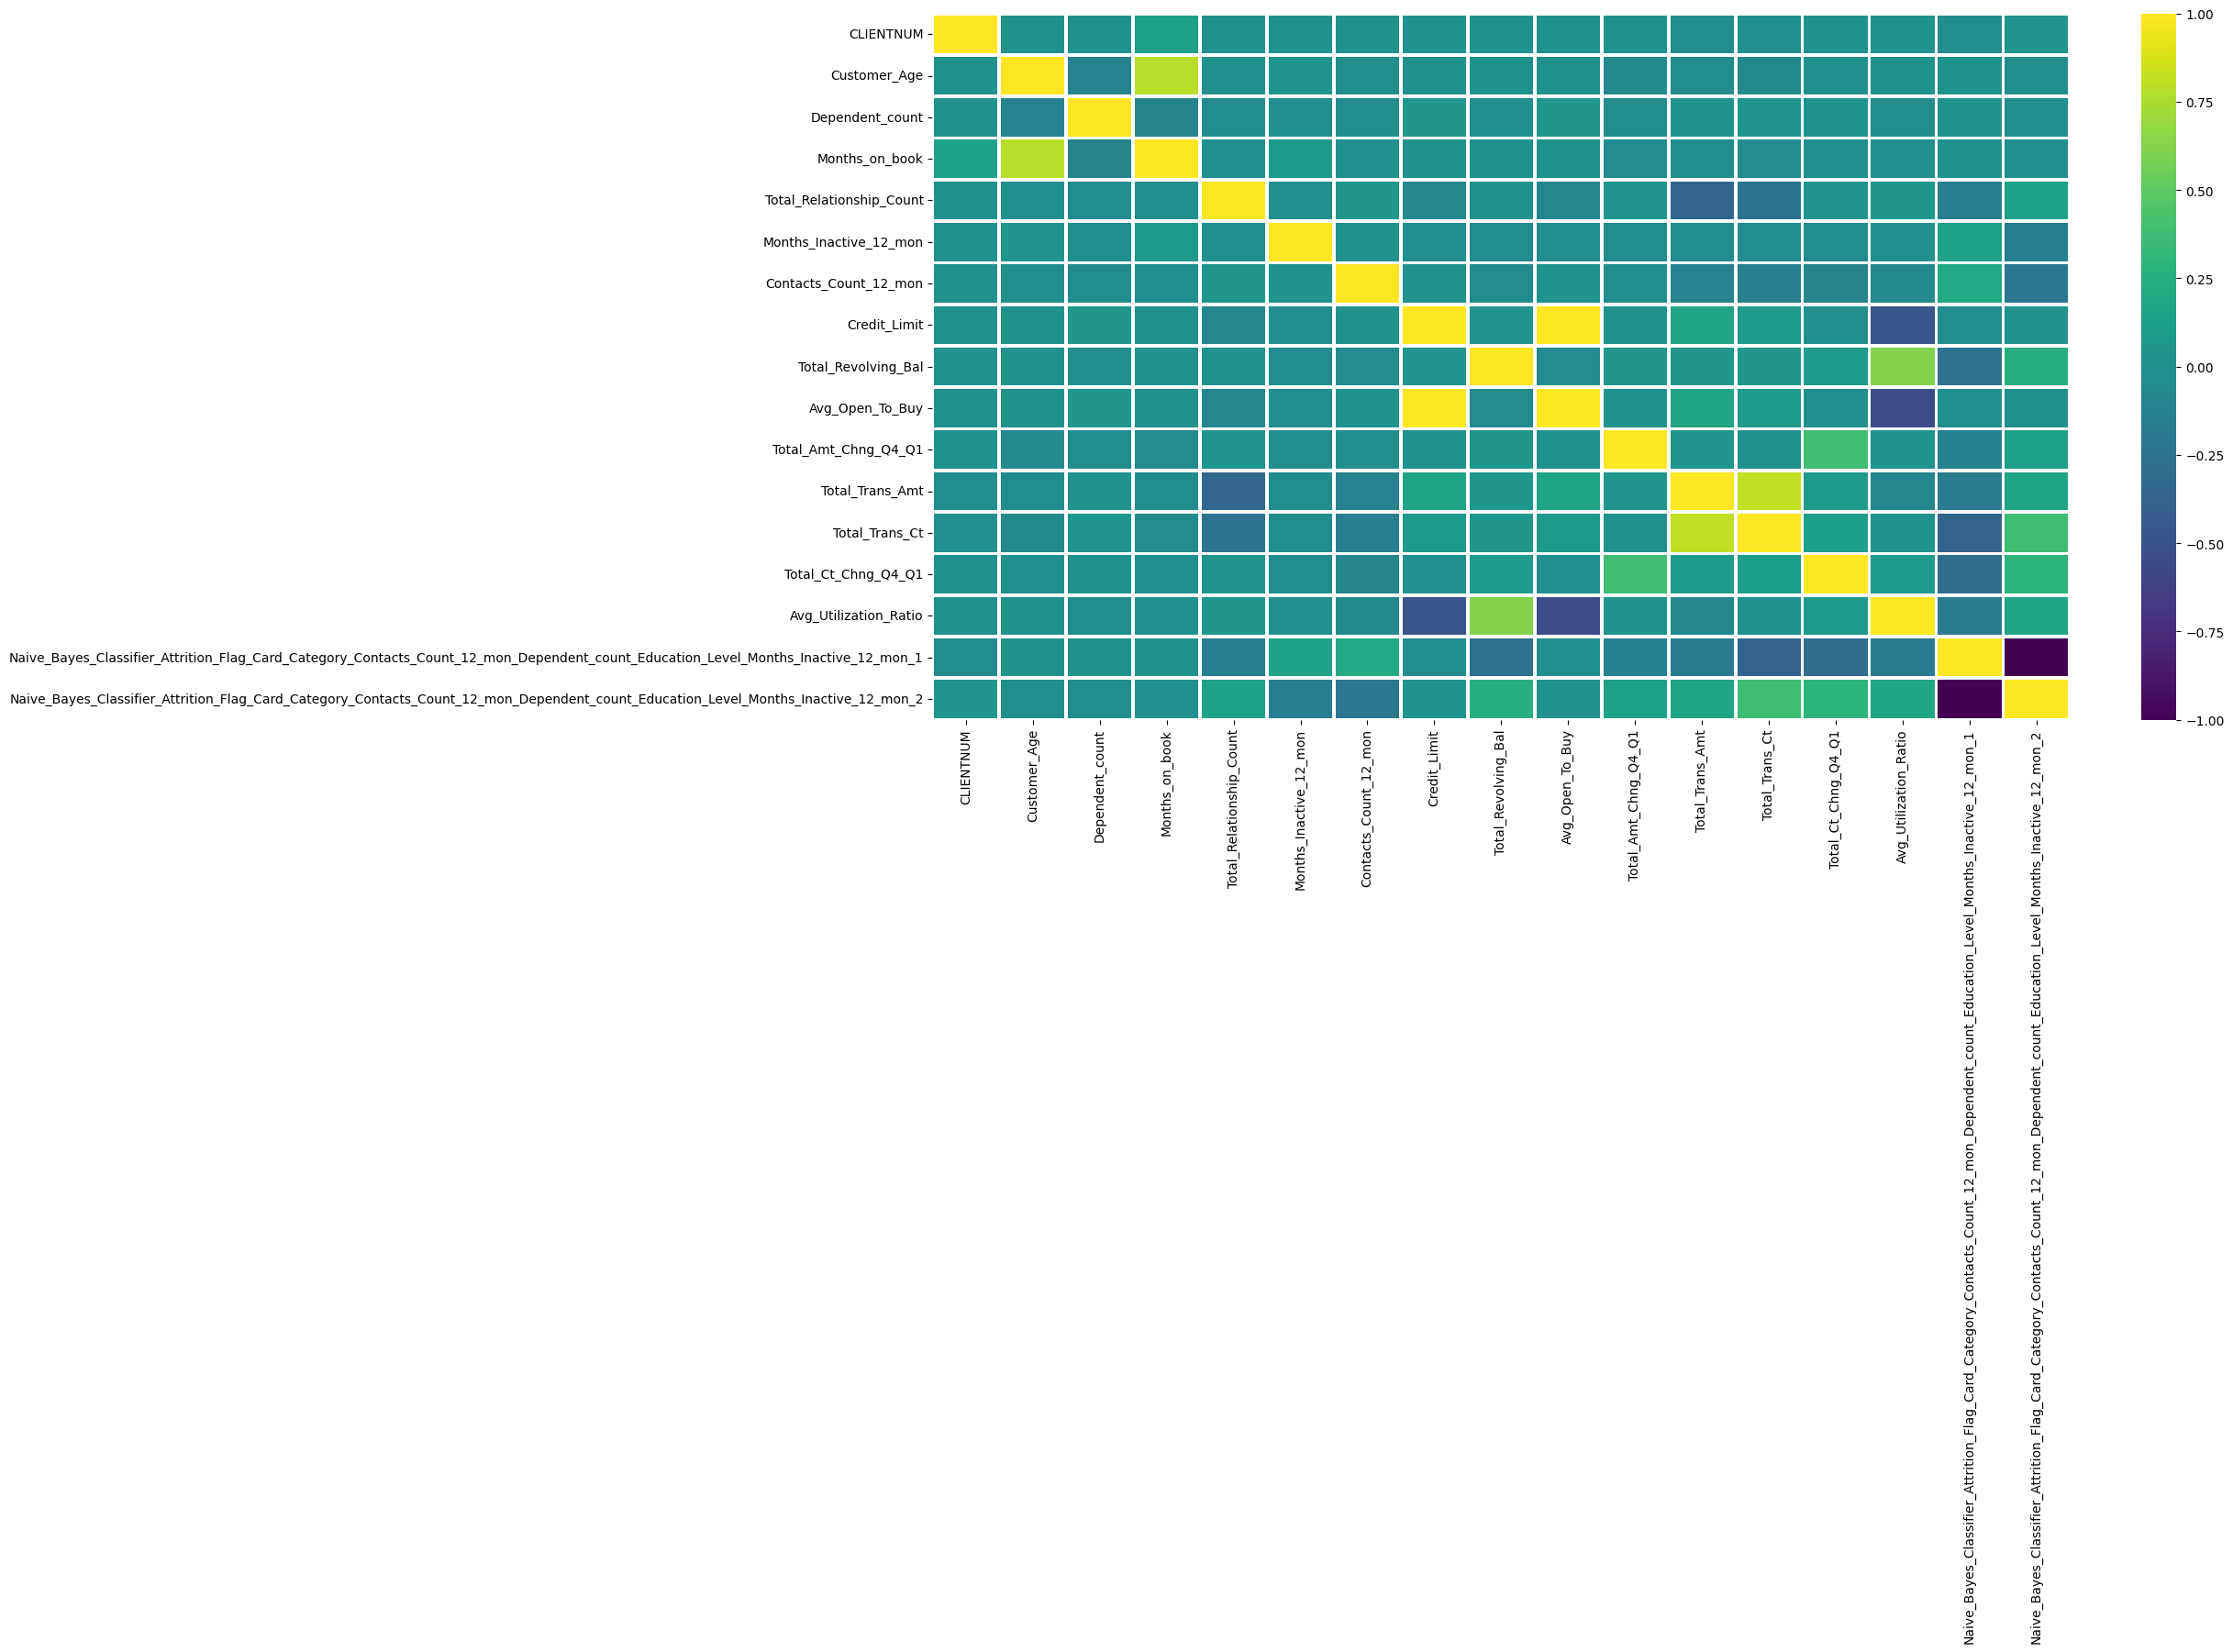 CLIENTNUM
Customer_Age
Dependent_count
Months_on_book
Total_Relationship_Count
Months_Inactive_12_mon
Contacts_Count_12_mon
Credit_Limit
Total_Revolving_Bal
Avg_Open_To_Buy
Total_Amt_Chng_Q4_Q1
Total_Trans_Amt
Total_Trans_Ct
Total_Ct_Chng_Q4_Q1
Avg_Utilization_Ratio
Naive_Bayes_Classifier_Attrition_Flag_Card_Category_Contacts_Count_12_mon_Dependent_count_Education_Level_Months_Inactive_12_mon_1
Naive_Bayes_Classifier_Attrition_Flag_Card_Category_Contacts_Count_12_mon_Dependent_count_Education_Level_Months_Inactive_12_mon_2
CLIENTNUM
Customer_Age
Dependent_count
Months_on_book
Total_Relationship_Count
Months_Inactive_12_mon
Contacts_Count_12_mon
Credit_Limit
Total_Revolving_Bal
Avg_Open_To_Buy
Total_Amt_Chng_Q4_Q1
Total_Trans_Amt
Total_Trans_Ct
Total_Ct_Chng_Q4_Q1
Avg_Utilization_Ratio
Naive_Bayes_Classifier_Attrition_Flag_Card_Category_Contacts_Count_12_mon_Dependent_count_Education_Level_Months_Inactive_12_mon_1
Naive_Bayes_Classifier_Attrition_Flag_Card_Category_Contacts_Count_12_mon_Dependent_count_Education_Level_Months_Inactive_12_mon_2
1.00
0.75
0.50
0.25
0.00
−0.25
−0.50
−0.75
−1.00